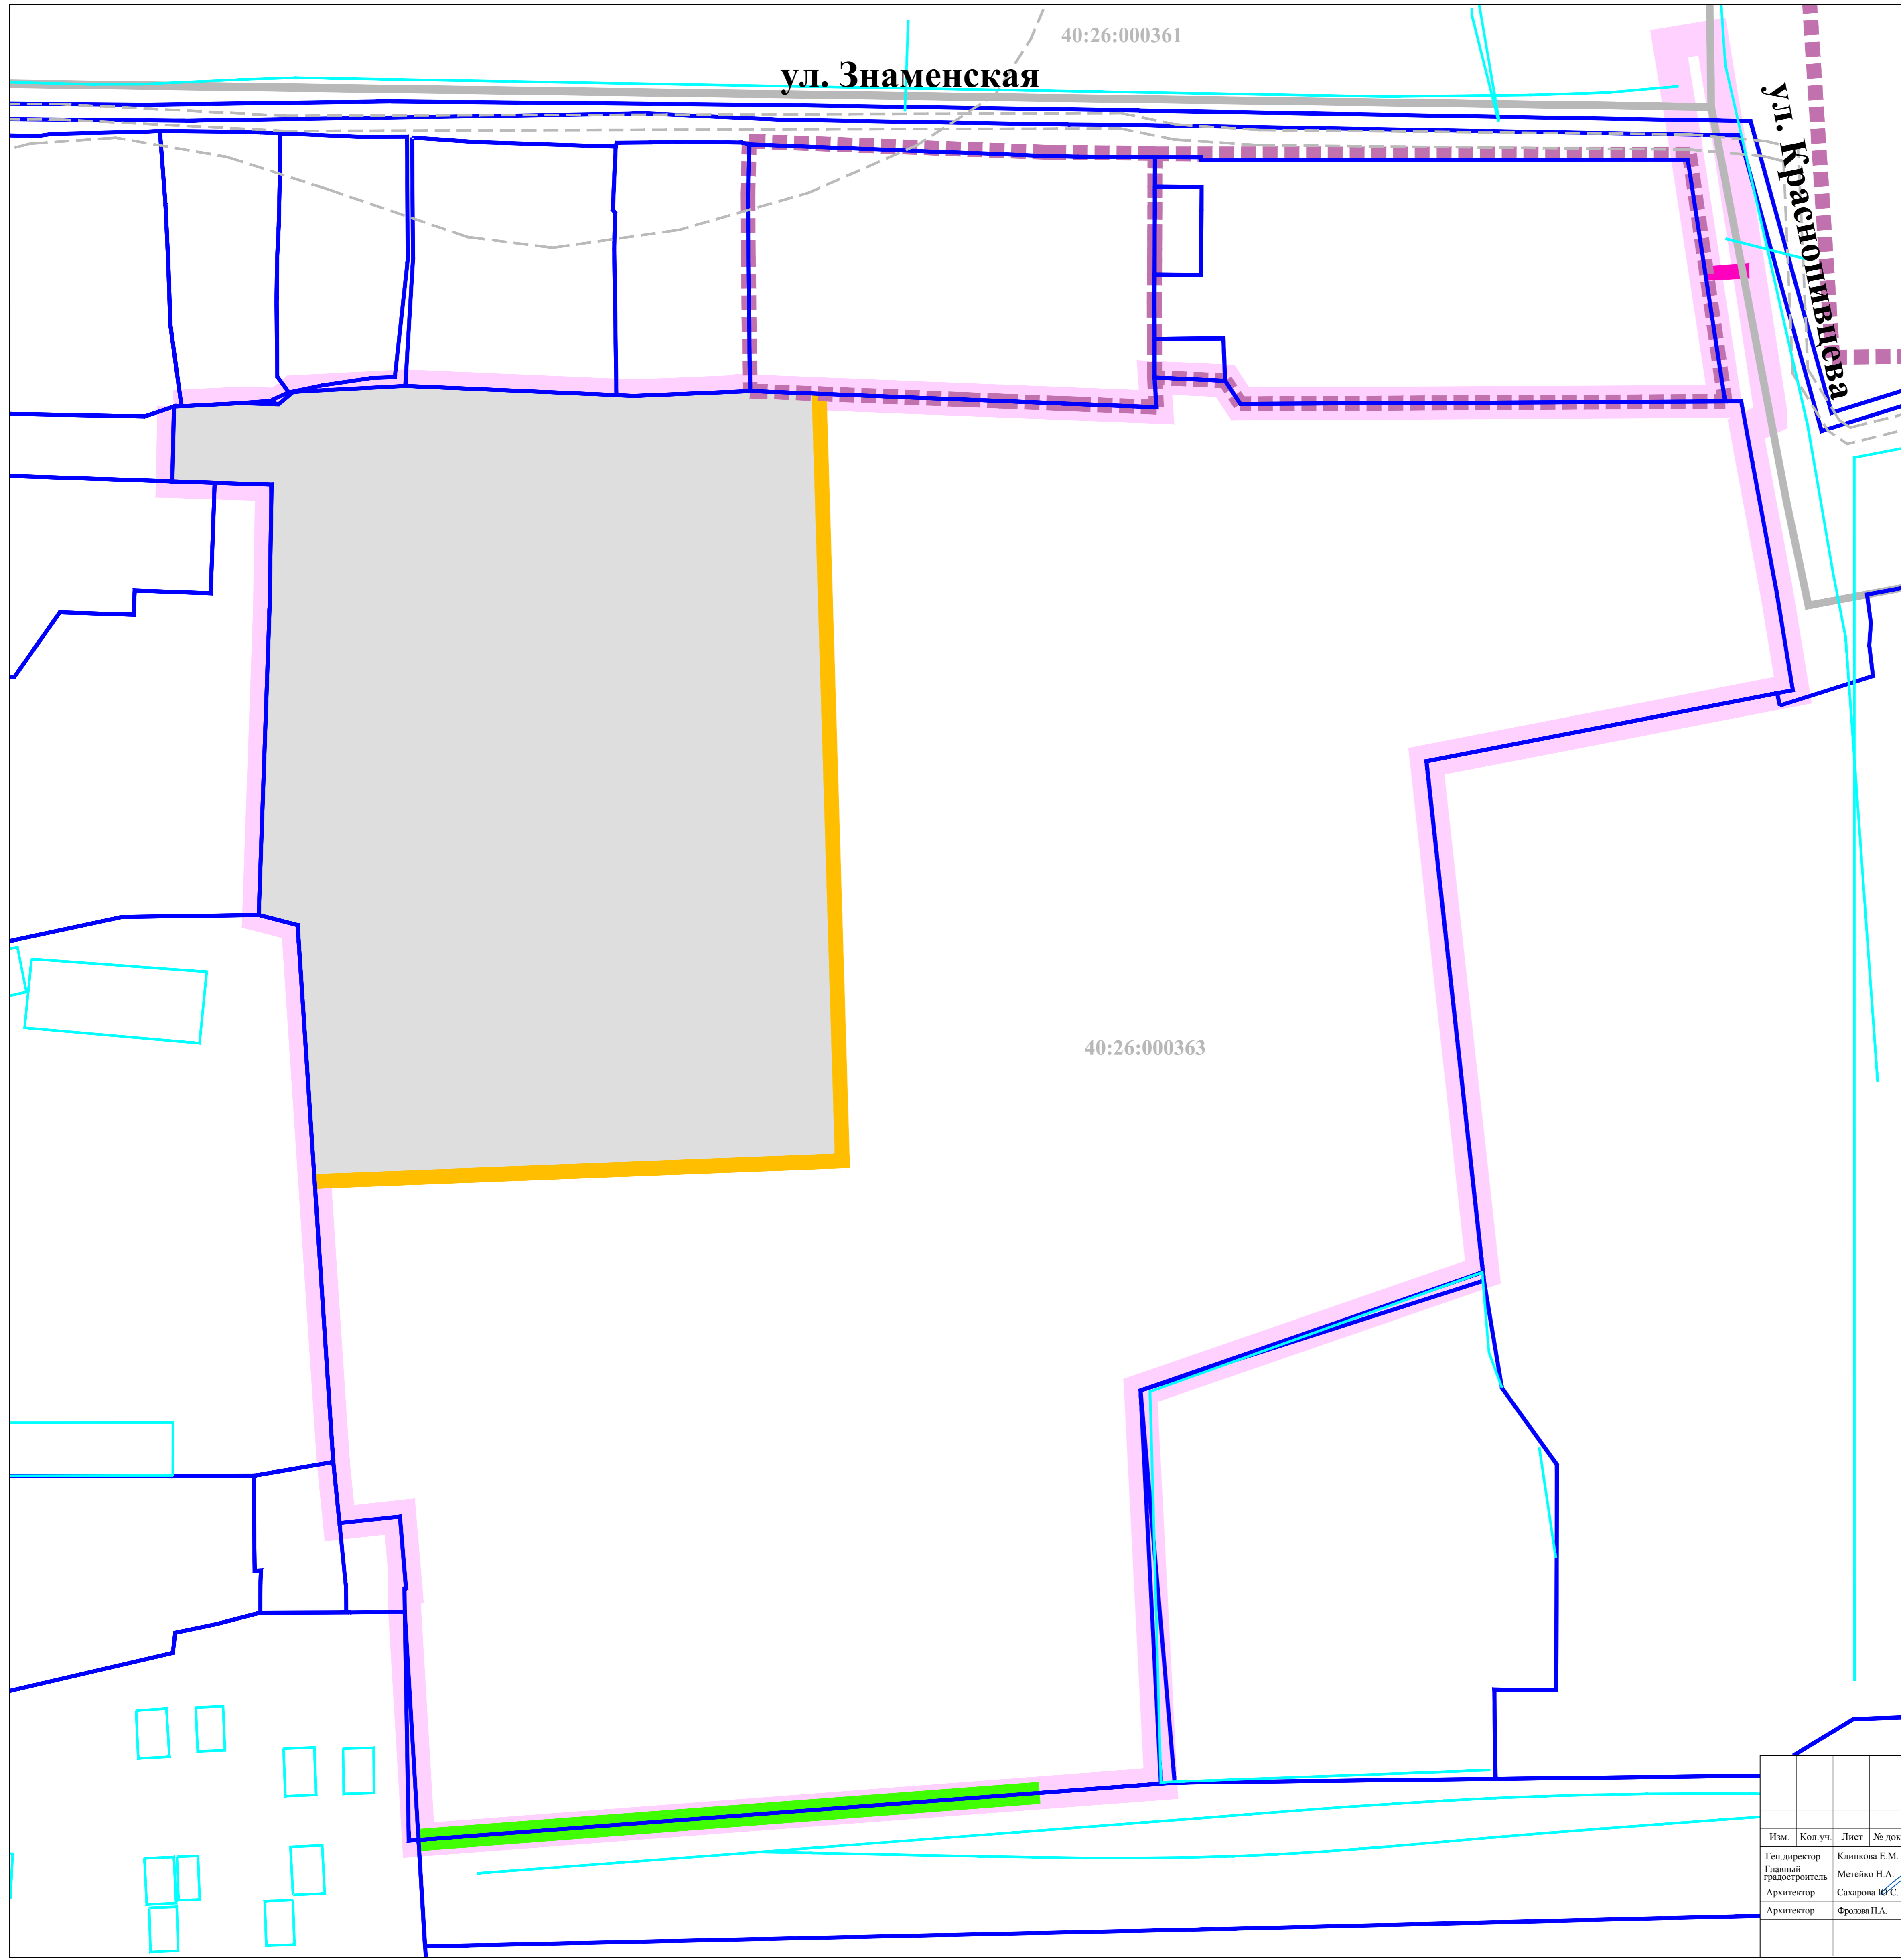 40:26:000361
ул. Знаменская
ул. Краснопивцева
40:26:000363
Изм. Кол.уч. Лист № док
Ген.директор Клинкова Е.М.
Главный
градостроитель Метейко Н.А.
Архитектор Сахарова Ю.С.
Архитектор Фролова П.А.